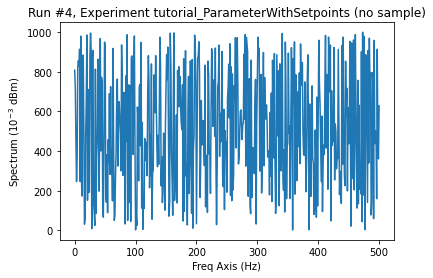 Run #4, Experiment tutorial_ParameterWithSetpoints (no sample)
1000
800
600
400
200
0
Spectrum (10⁻³ dBm)
0 100 200 300 400 500
Freq Axis (Hz)